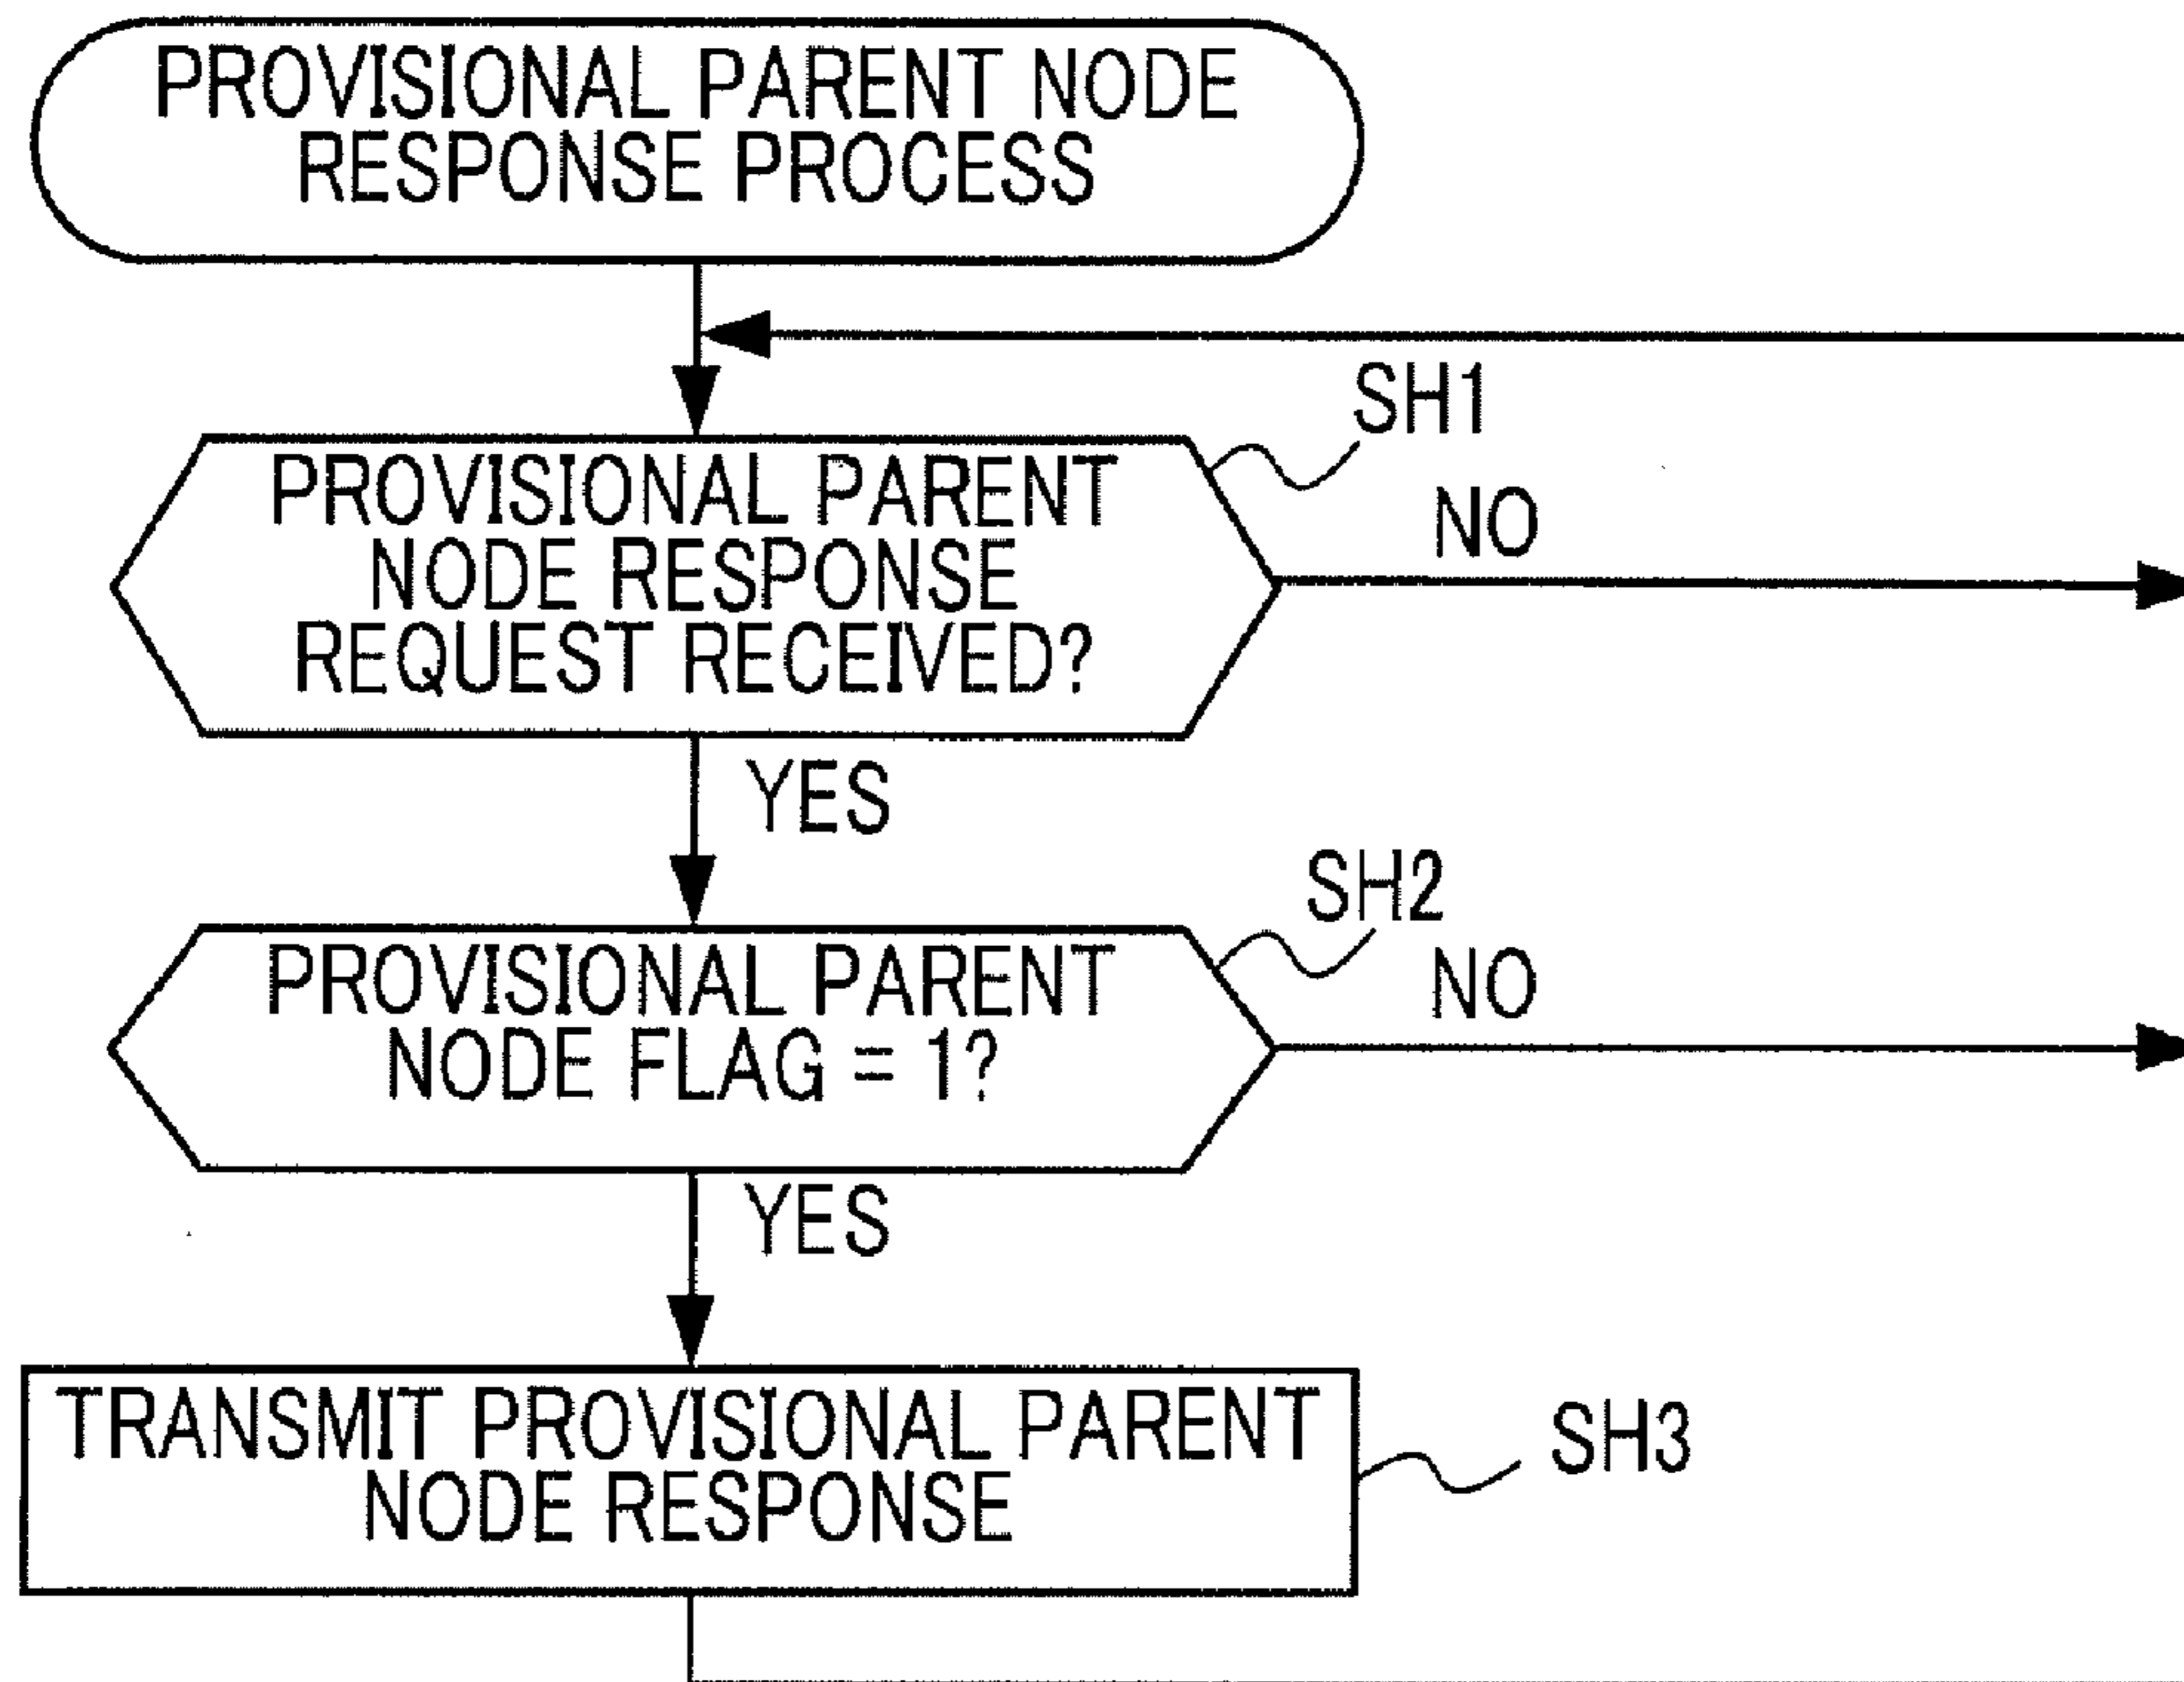 PROVISIONAL PARENT NODE
RESPONSE PROCESS
SH1
PROVISIONAL PARENT
NODE RESPONSE
REQUEST RECEIVED?
NO
YES
SH2
PROVISIONAL PARENT
NODE FLAG = 1?
NO
YES
TRANSMIT PROVISIONAL PARENT
NODE RESPONSE
SH3